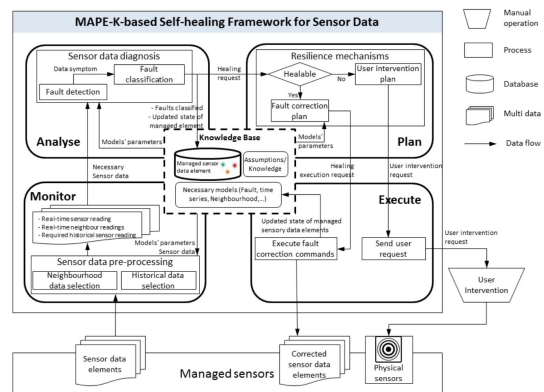 MAPE-K-based Self-healing Framework for Sensor Data
Manual
operation
Process
Database
Multi data
Data flow
Sensor data diagnosis
Data symptom
Fault
classification
Fault detection
Analyse
Healing
request
- Faults classified
- Updated state of
managed element
Models' parameters
Resilience mechanisms
Healable
No
Yes
User intervention
plan
Fault correction
plan
Plan
Models'
parameters
Knowledge Base
Managed sensor
data element
Assumptions/
Knowledge
Necessary models (Fault, time
series, Neighbourhood,...)
Necessary
Sensor data
Monitor
- Real-time sensor reading
- Real-time neighbour readings
- Required historical sensor reading
Models' parameters
Sensor data
Sensor data pre-processing
Neighbourhood
data selection
Historical data
selection
Healing
execution request
User intervention
request
Execute
Updated state of managed
sensory data elements
Execute fault
correction commands
Send user
request
User intervention
request
User
Intervention
Sensor data
elements
Managed sensors
Corrected
sensor data
elements
Physical
sensors